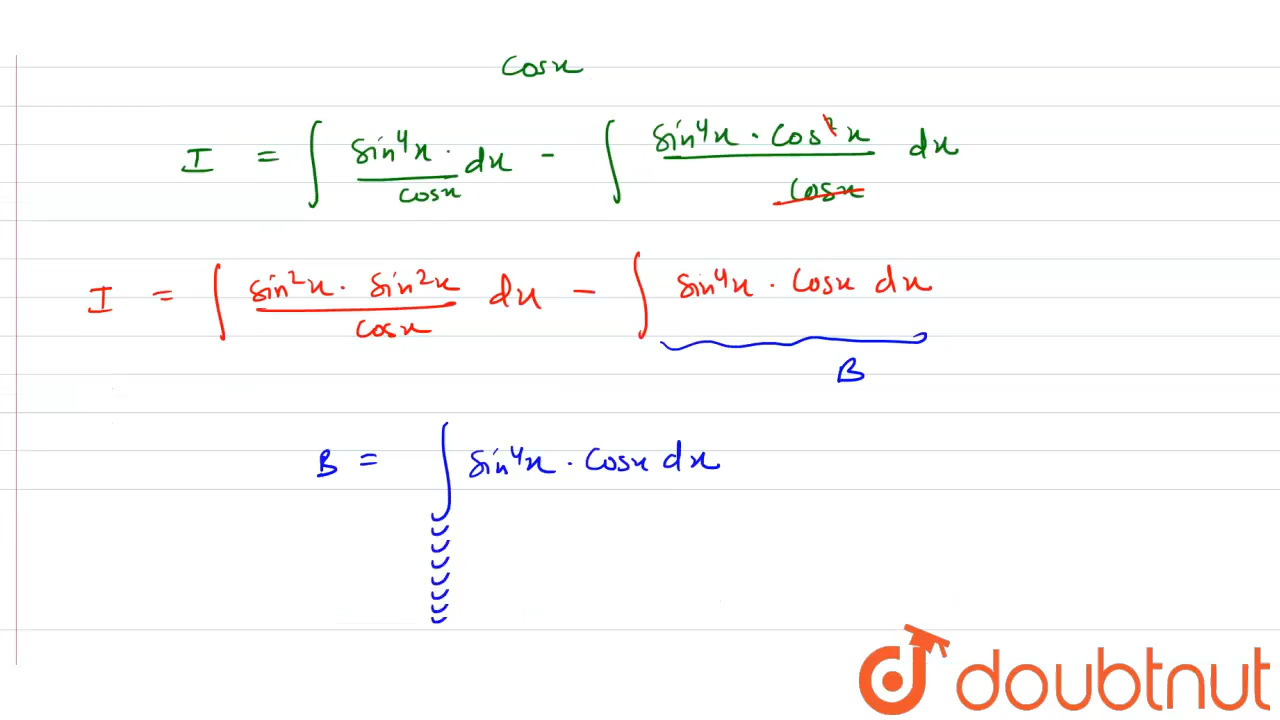 cosx
I = ∫ sin⁴x · / cosx dx − ∫ sin⁴x · cos²x / cosx dx
I = ∫ sin²x · sin²x / cosx dx − ∫ sin⁴x · cosx dx
B
B = ∫ sin⁴x · cosx dx
doubtnut